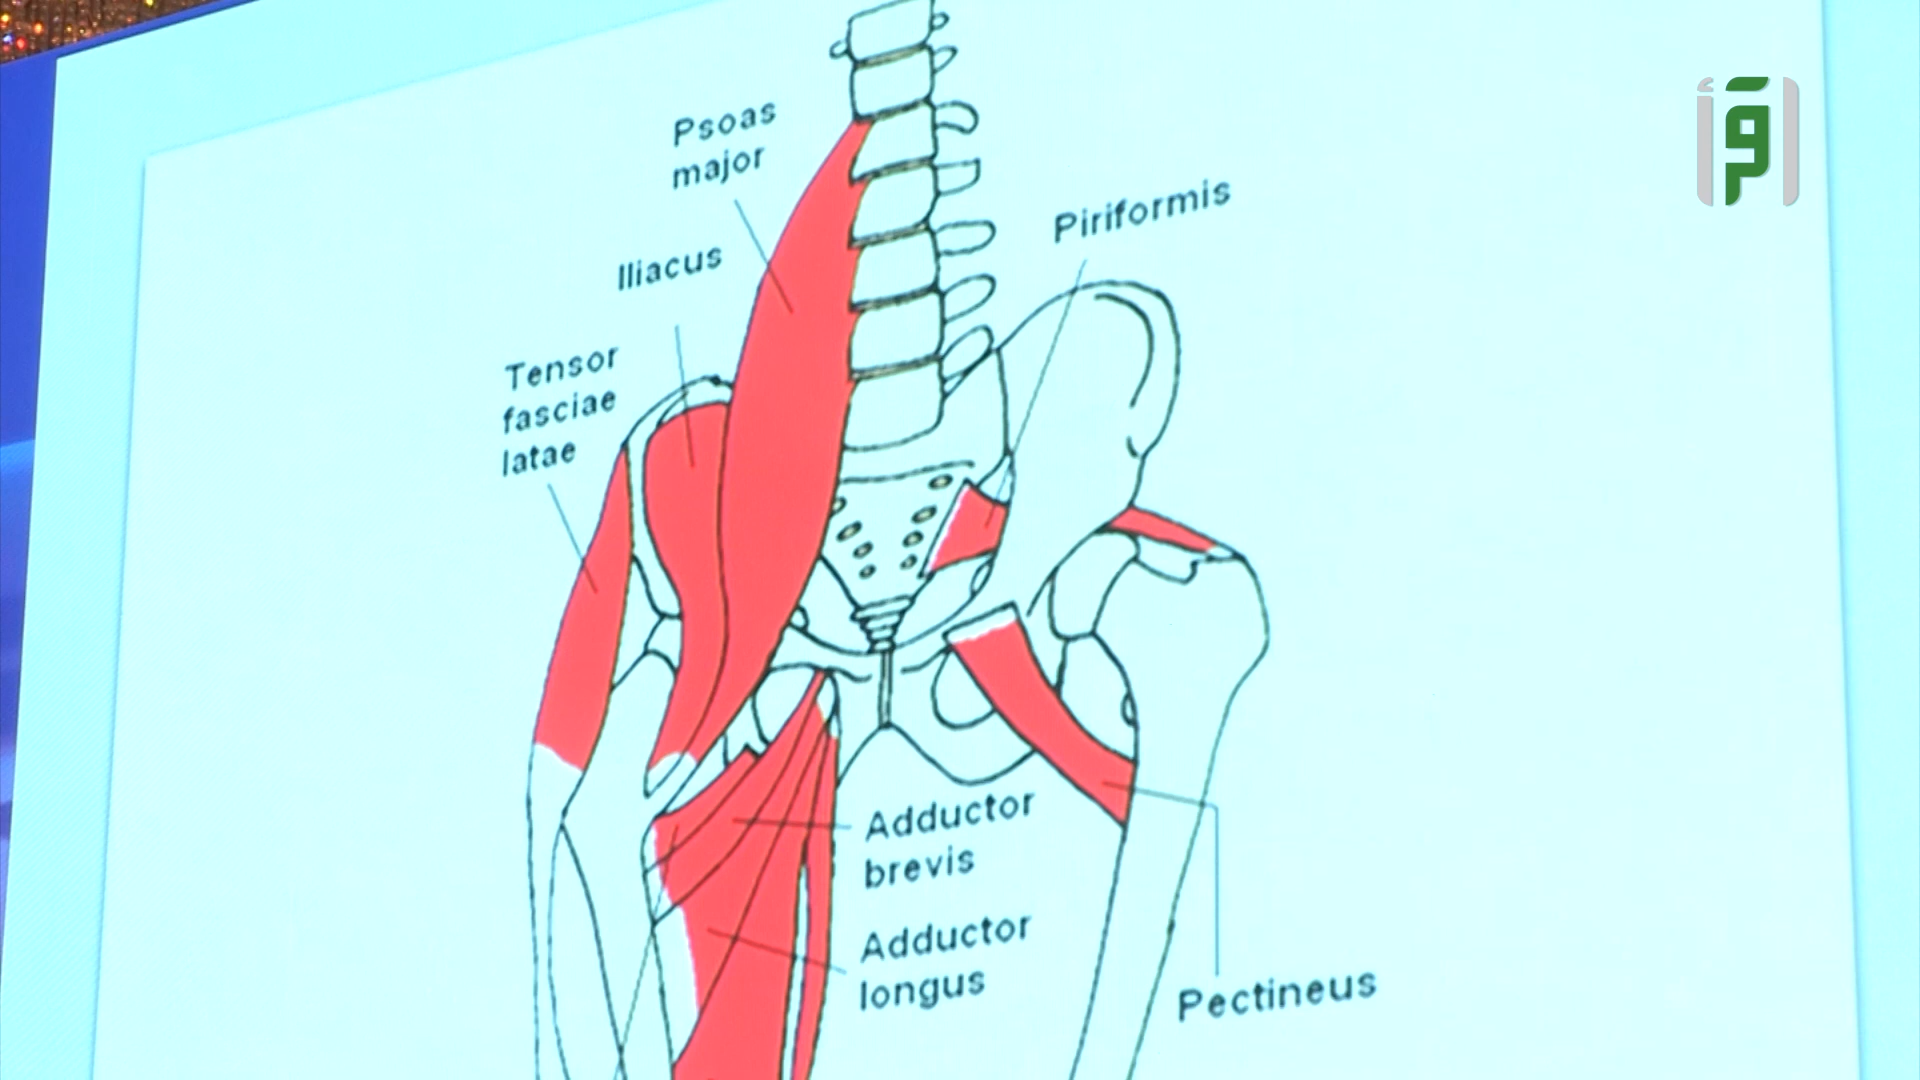 Psoas
major
Piriformis
Iliacus
Tensor
fasciae
latae
Adductor
brevis
Adductor
longus
Pectineus
اقرأ